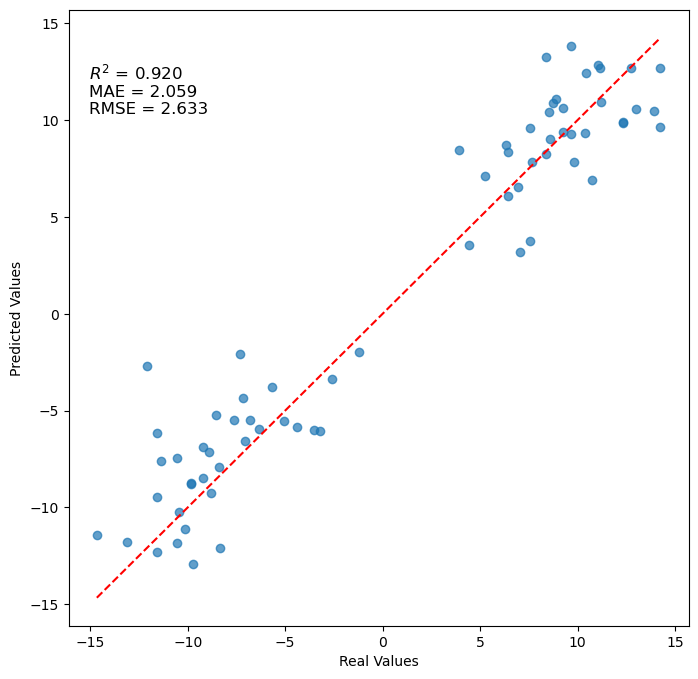 15
10
5
0
−5
−10
−15
Predicted Values
R² = 0.920
MAE = 2.059
RMSE = 2.633
−15 −10 −5 0 5 10 15
Real Values